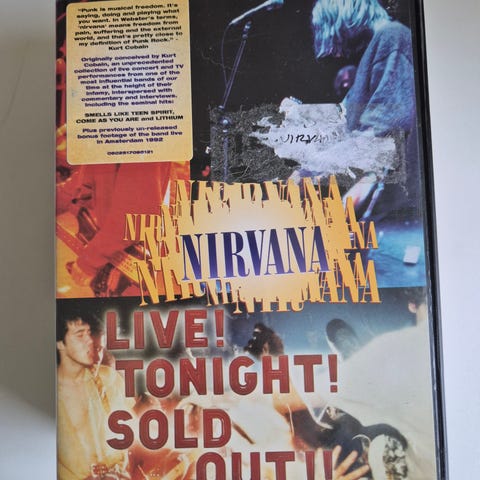 "Punk is musical freedom. It's
saying, doing and playing what
you want. In Webster's terms,
'nirvana' means freedom from
pain, suffering and the external
world, and that's pretty close to
my definition of Punk Rock." -
Kurt Cobain
Originally conceived by Kurt
Cobain, an unprecedented
collection of live concert and TV
performances from one of the
most influential bands of our
time at the height of their
infamy, interspersed with
commentary and interviews.
Including the seminal hits:
SMELLS LIKE TEEN SPIRIT,
COME AS YOU ARE and LITHIUM
Plus previously un-released
bonus footage of the band live
in Amsterdam 1992
NIRVANA
LIVE!
TONIGHT!
SOLD
OUT!!